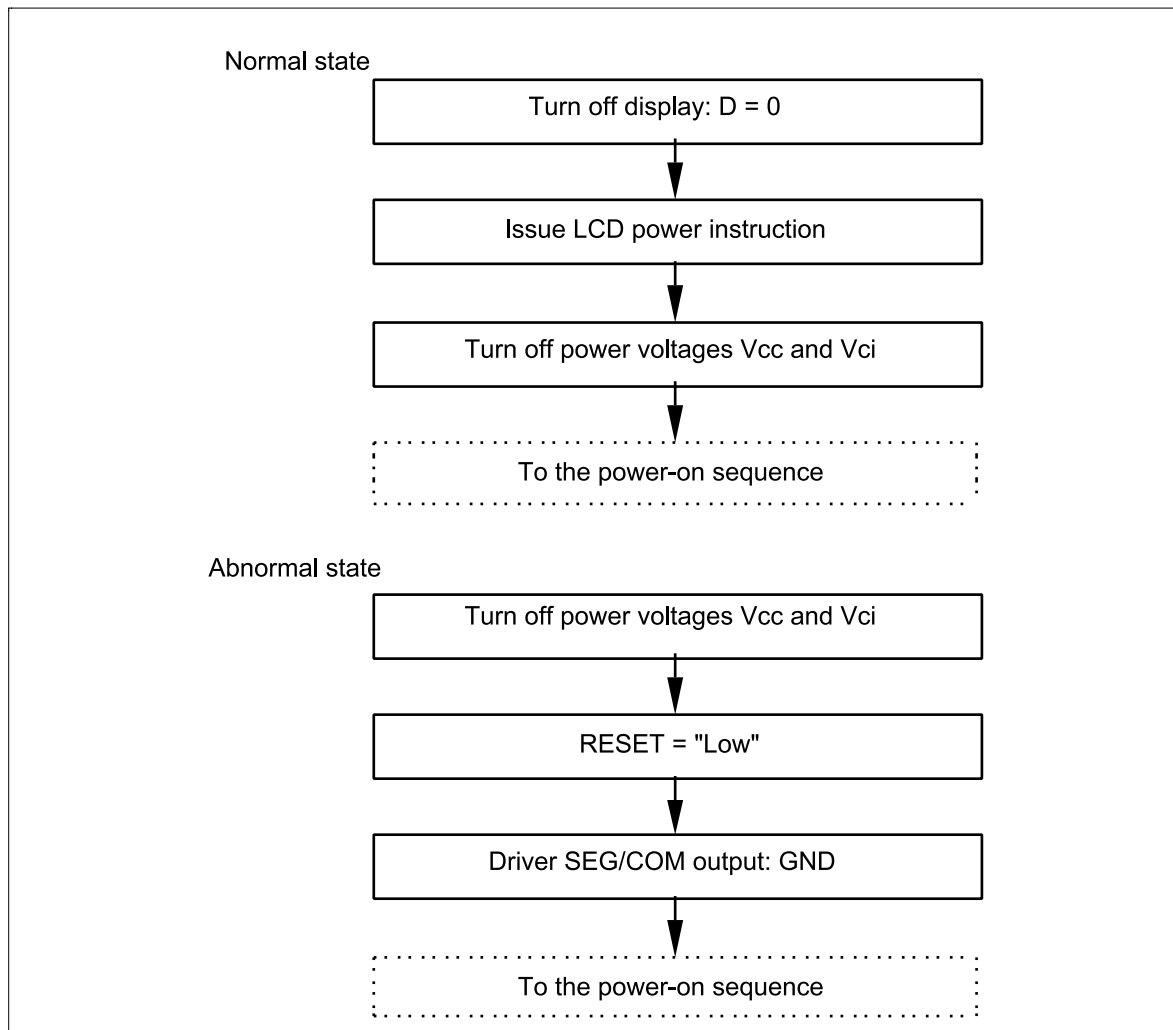 Normal state
Turn off display: D = 0
Issue LCD power instruction
Turn off power voltages Vcc and Vci
To the power-on sequence
Abnormal state
Turn off power voltages Vcc and Vci
RESET = "Low"
Driver SEG/COM output: GND
To the power-on sequence